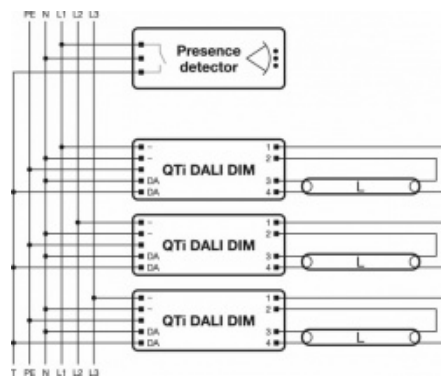 PE N L1 L2 L3
Presence
detector
~
~
DA
DA
QTi DALI DIM
1
2
3
4
L
~
~
DA
DA
QTi DALI DIM
1
2
3
4
L
~
~
DA
DA
QTi DALI DIM
1
2
3
4
L
T PE N L1 L2 L3